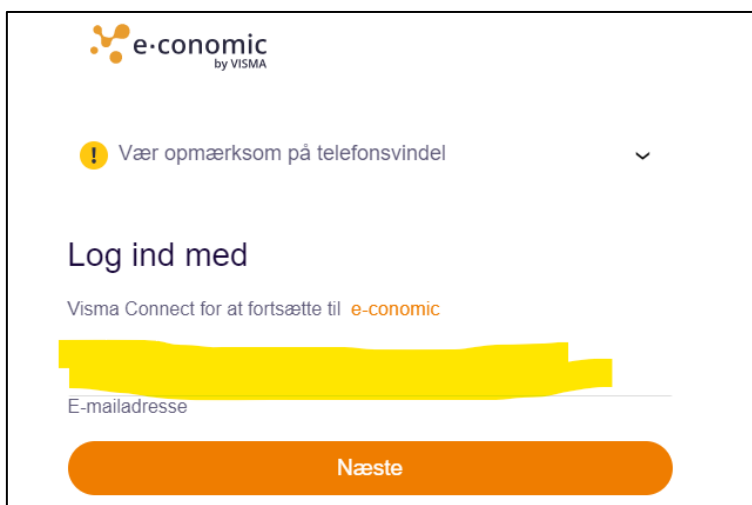 e·conomic
by VISMA
Vær opmærksom på telefonsvindel
Log ind med
Visma Connect for at fortsætte til e-conomic
E-mailadresse
Næste